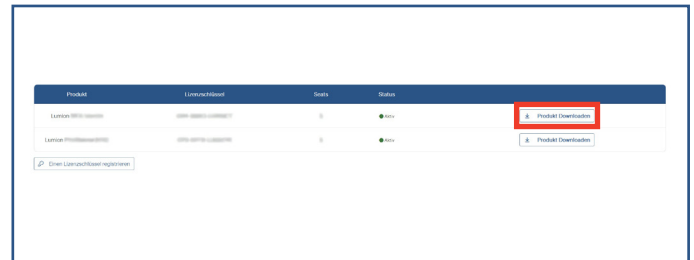 Produkt Lizenzschlüssel Seats Status
Lumion Aktiv Produkt Downloaden
Lumion Aktiv Produkt Downloaden
Einen Lizenzschlüssel registrieren